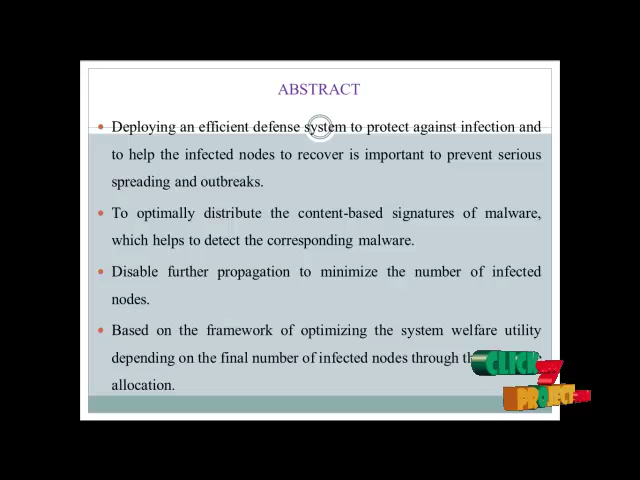 ABSTRACT
• Deploying an efficient defense system to protect against infection and
to help the infected nodes to recover is important to prevent serious
spreading and outbreaks.
• To optimally distribute the content-based signatures of malware,
which helps to detect the corresponding malware.
• Disable further propagation to minimize the number of infected
nodes.
• Based on the framework of optimizing the system welfare utility
depending on the final number of infected nodes through
allocation.
CLICK
PROJECT